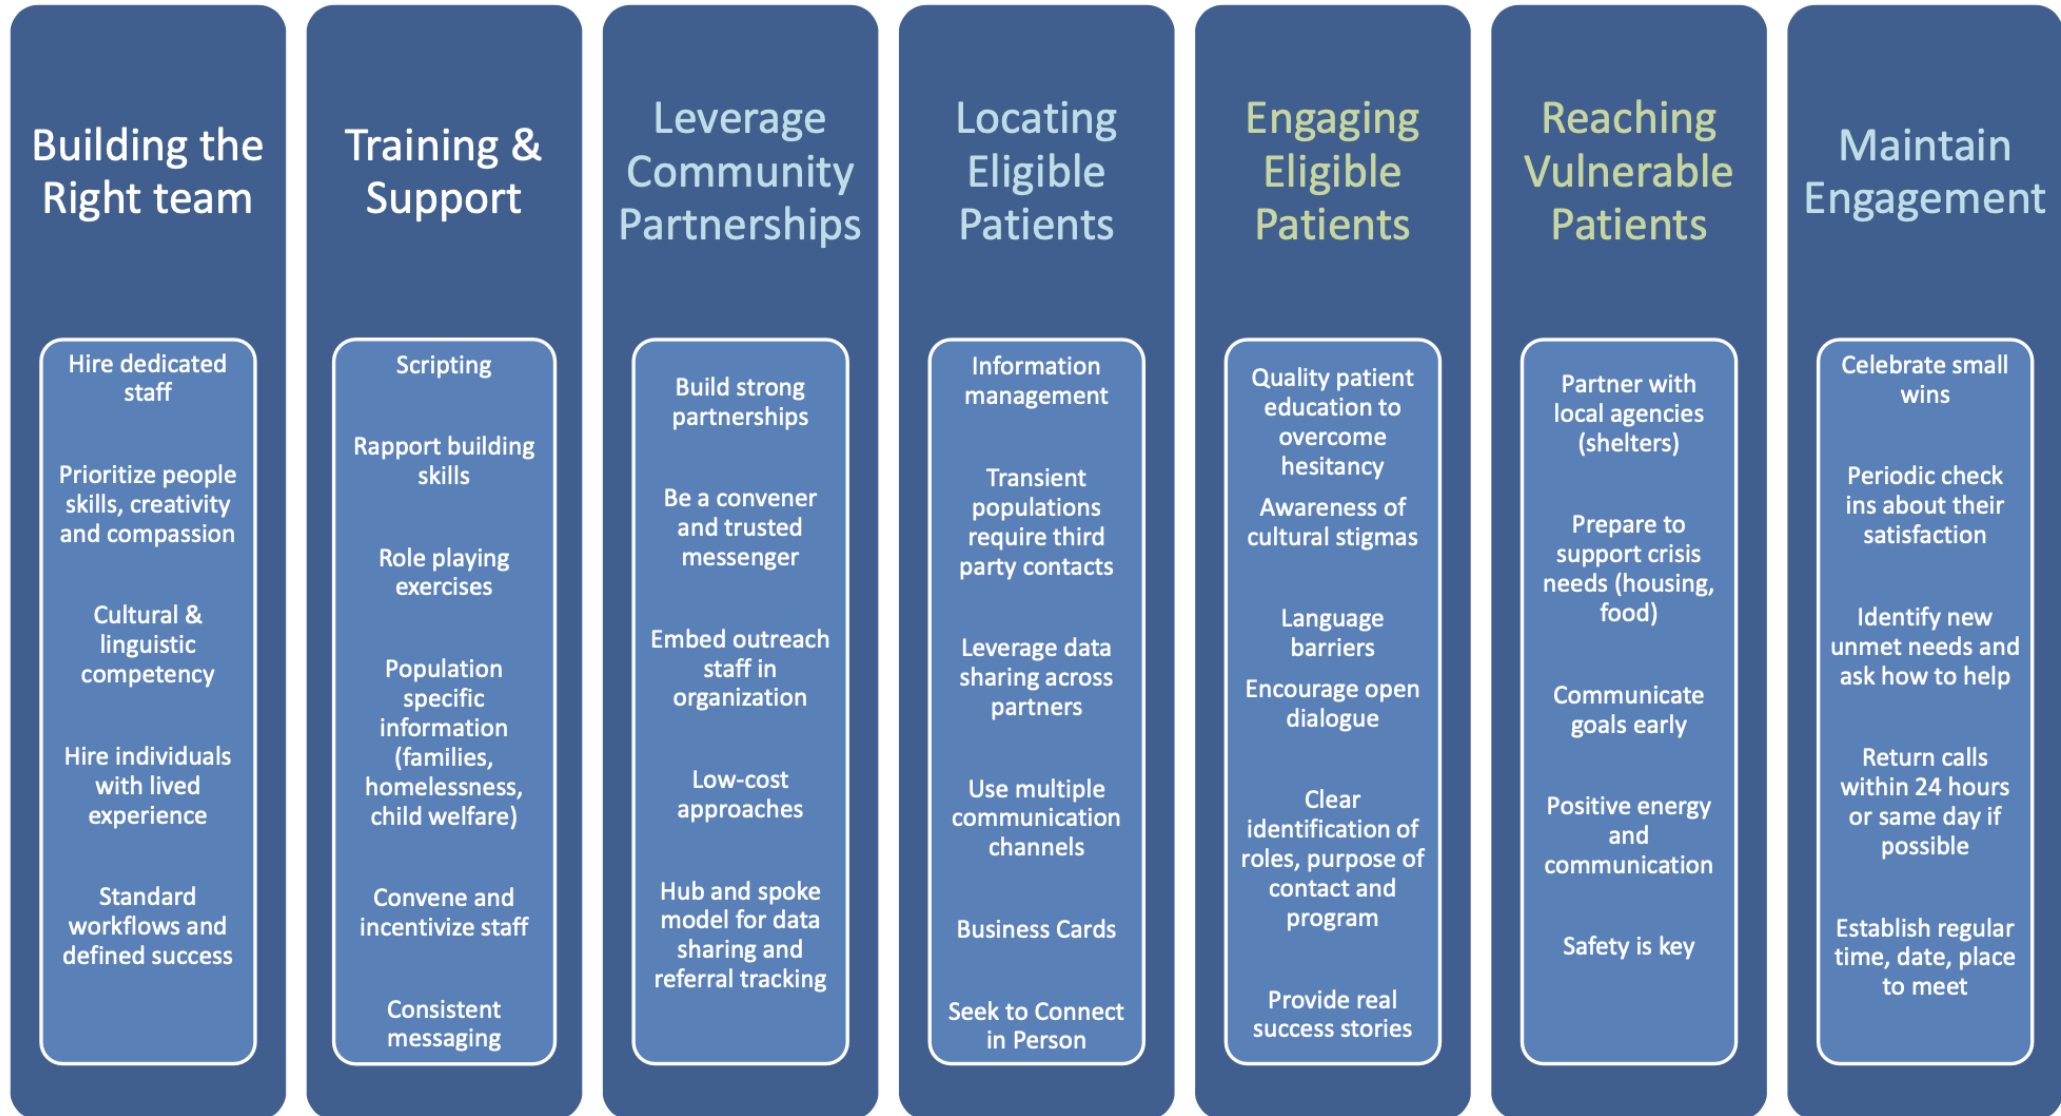 Building the
Right team
Hire dedicated
staff
Prioritize people
skills, creativity
and compassion
Cultural &
linguistic
competency
Hire individuals
with lived
experience
Standard
workflows and
defined success
Training &
Support
Scripting
Rapport building
skills
Role playing
exercises
Population
specific
information
(families,
homelessness,
child welfare)
Convene and
incentivize staff
Consistent
messaging
Leverage
Community
Partnerships
Build strong
partnerships
Be a convener
and trusted
messenger
Embed outreach
staff in
organization
Low-cost
approaches
Hub and spoke
model for data
sharing and
referral tracking
Locating
Eligible
Patients
Information
management
Transient
populations
require third
party contacts
Leverage data
sharing across
partners
Use multiple
communication
channels
Business Cards
Seek to Connect
in Person
Engaging
Eligible
Patients
Quality patient
education to
overcome
hesitancy
Awareness of
cultural stigmas
Language
barriers
Encourage open
dialogue
Clear
identification of
roles, purpose of
contact and
program
Provide real
success stories
Reaching
Vulnerable
Patients
Partner with
local agencies
(shelters)
Prepare to
support crisis
needs (housing,
food)
Communicate
goals early
Positive energy
and
communication
Safety is key
Maintain
Engagement
Celebrate small
wins
Periodic check
ins about their
satisfaction
Identify new
unmet needs and
ask how to help
Return calls
within 24 hours
or same day if
possible
Establish regular
time, date, place
to meet